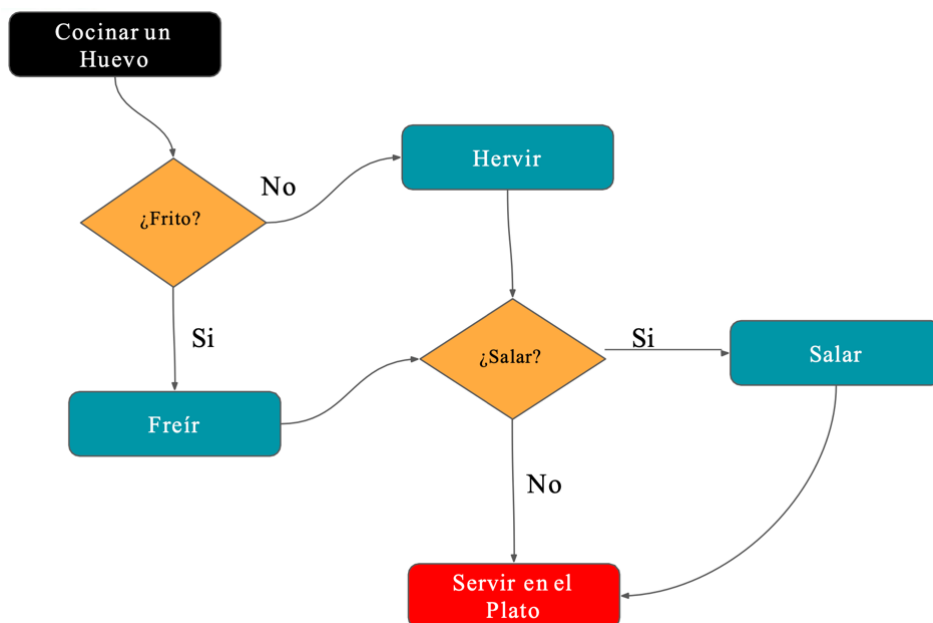 Cocinar un
Huevo
No
Hervir
¿Frito?
Si
¿Salar?
Si
Salar
Freír
No
Servir en el
Plato